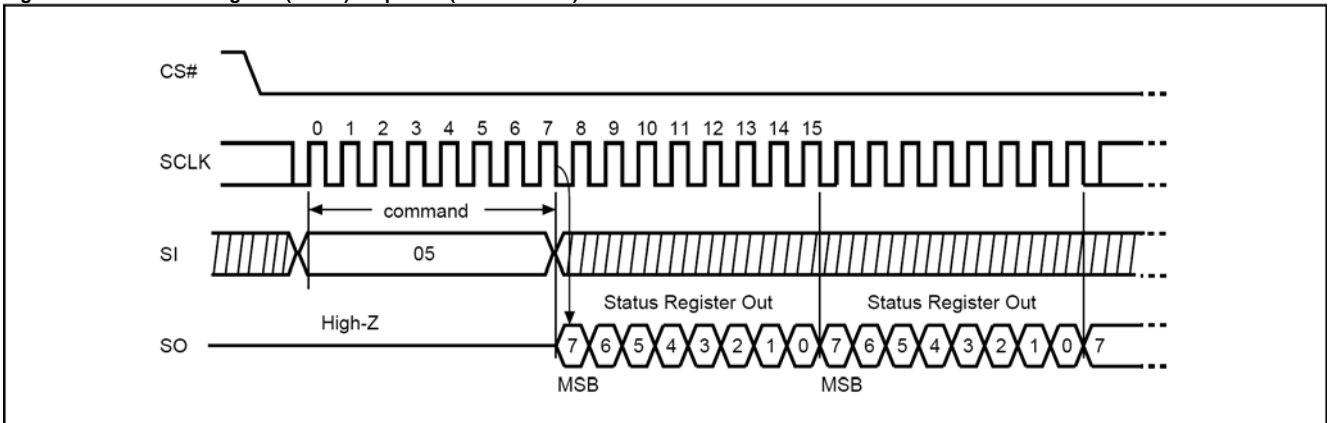 CS#
0 1 2 3 4 5 6 7 8 9 10 11 12 13 14 15
SCLK
command
SI
05
Status Register Out Status Register Out
High-Z
SO
7 6 5 4 3 2 1 0 7 6 5 4 3 2 1 0 7
MSB MSB